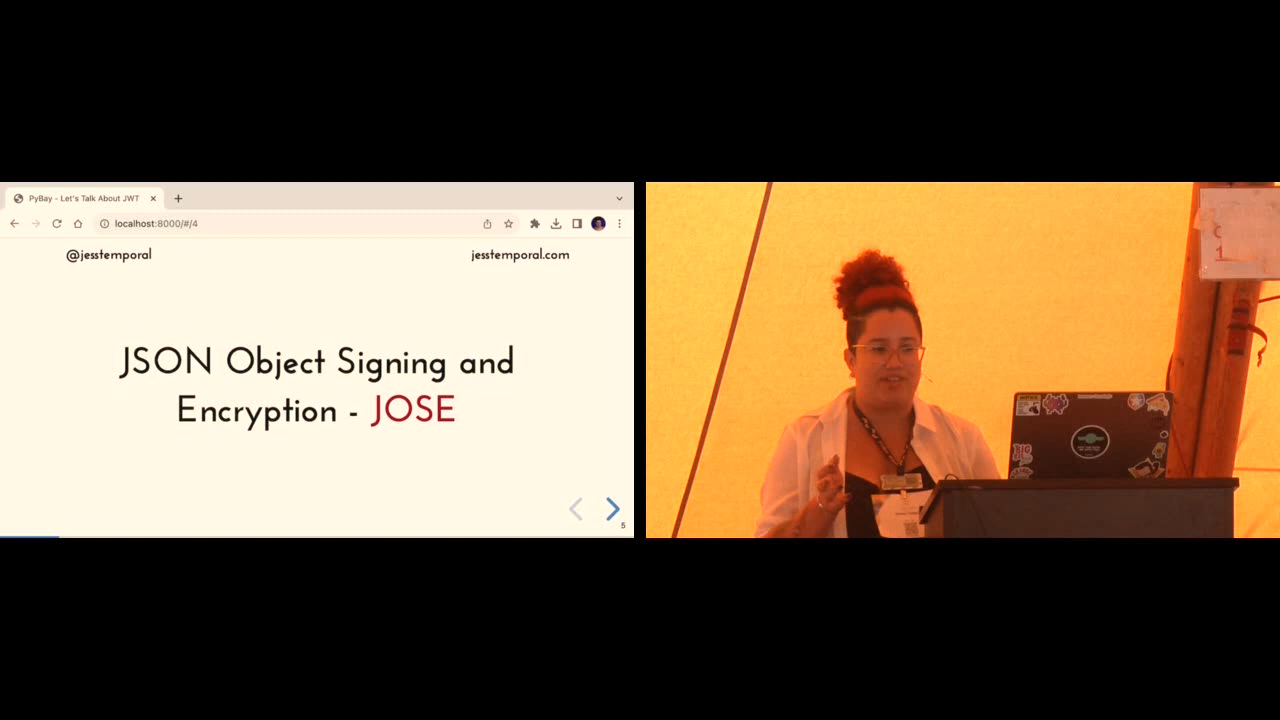 PyBay - Let's Talk About JWT
localhost:8000/#/4
@jesstemporal
jesstemporal.com
JSON Object Signing and
Encryption - JOSE
5